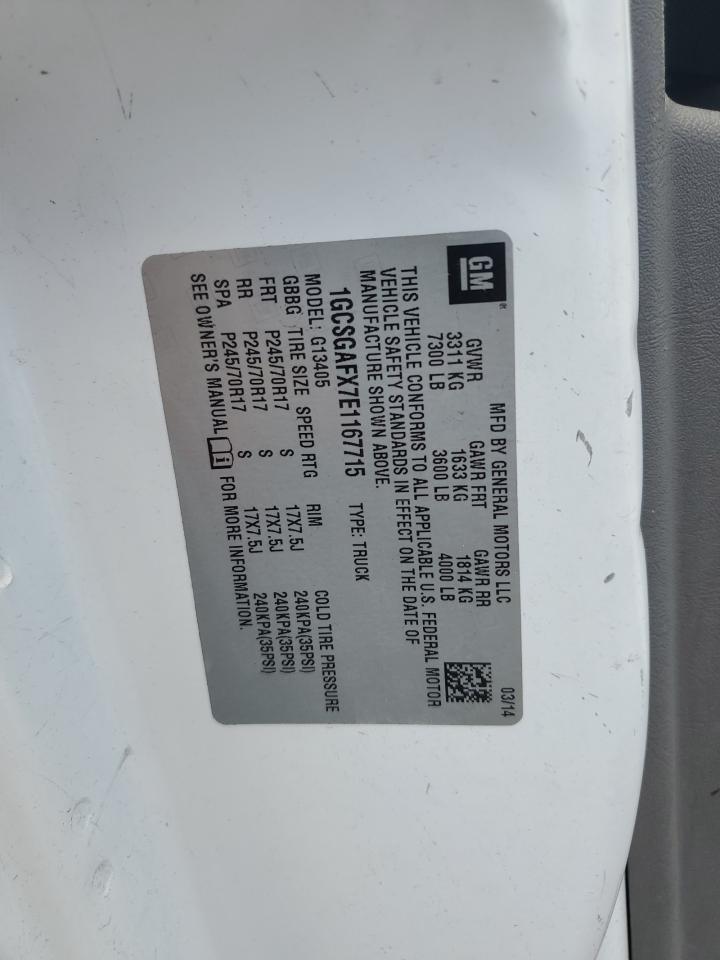 GM
MFD BY GENERAL MOTORS LLC 03/14
GVWR GAWR FRT GAWR RR
3311 KG 1633 KG 1814 KG
7300 LB 3600 LB 4000 LB
THIS VEHICLE CONFORMS TO ALL APPLICABLE U.S. FEDERAL MOTOR
VEHICLE SAFETY STANDARDS IN EFFECT ON THE DATE OF
MANUFACTURE SHOWN ABOVE.
1GCSGAFX7E1167715 TYPE: TRUCK
MODEL: G13405
GBBG TIRE SIZE SPEED RTG RIM COLD TIRE PRESSURE
FRT P245/70R17 S 17X7.5J 240KPA(35PSI)
RR P245/70R17 S 17X7.5J 240KPA(35PSI)
SPA P245/70R17 S 17X7.5J 240KPA(35PSI)
SEE OWNER'S MANUAL FOR MORE INFORMATION.